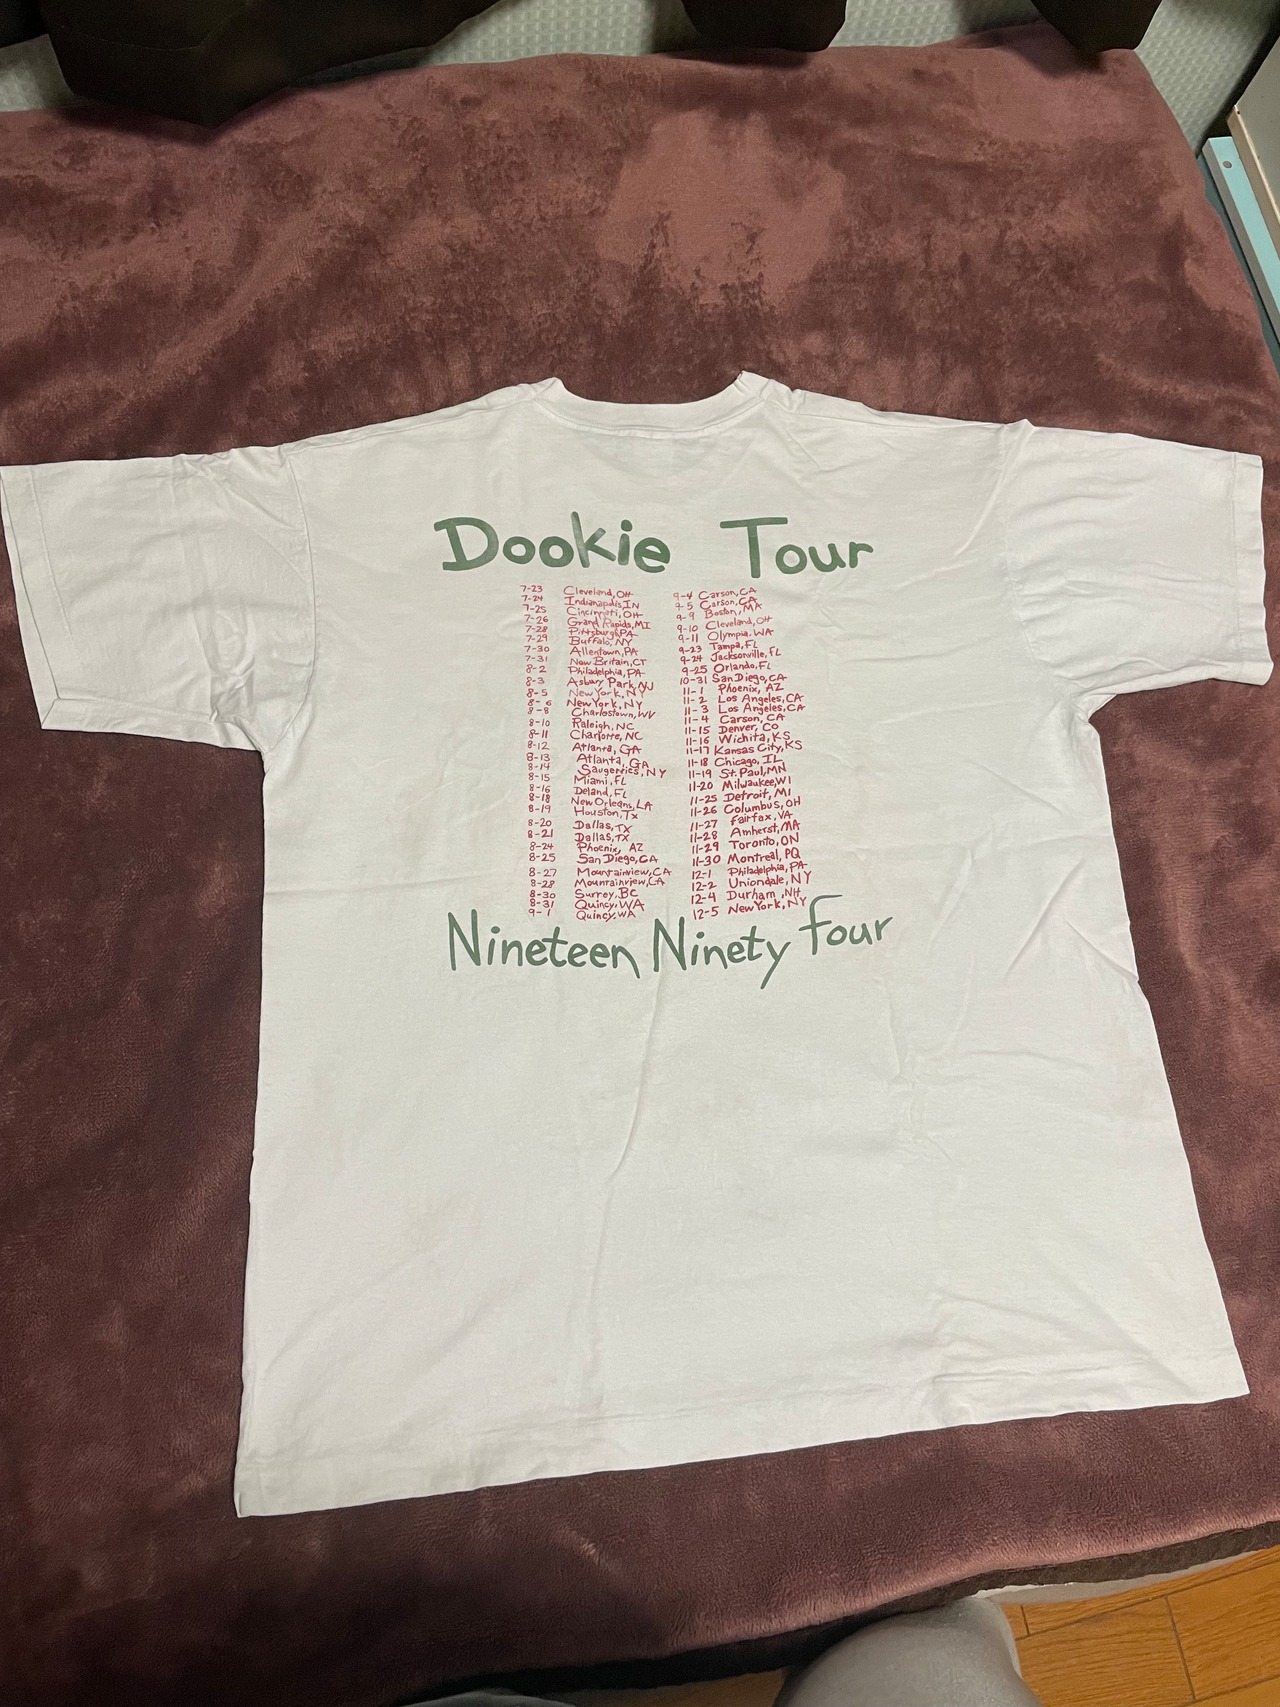 Dookie Tour
7-23 Cleveland, OH
7-24 Indianapolis, IN
7-25 Cincinnati, OH
7-26 Grand Rapids, MI
7-28 Pittsburg, PA
7-29 Buffalo, NY
7-30 Allentown, PA
7-31 New Britain, CT
8-2 Philadelphia, PA
8-3 Asbury Park, NJ
8-5 New York, NY
8-6 New York, NY
8-8 Charlestown, WV
8-10 Raleigh, NC
8-11 Charlotte, NC
8-12 Atlanta, GA
8-13 Atlanta, GA
8-14 Saugerties, NY
8-15 Miami, FL
8-16 Deland, FL
8-18 New Orleans, LA
8-19 Houston, Tx
8-20 Dallas, TX
8-21 Dallas, TX
8-24 Phoenix, AZ
8-25 San Diego, CA
8-27 Mountainview, CA
8-28 Mountainview, CA
8-30 Surrey, BC
8-31 Quincy, WA
9-1 Quincy, WA
9-4 Carson, CA
9-5 Carson, CA
9-9 Boston, MA
9-10 Cleveland, OH
9-11 Olympia, WA
9-23 Tampa, FL
9-24 Jacksonville, FL
9-25 Orlando, FL
10-31 San Diego, CA
11-1 Phoenix, AZ
11-2 Los Angeles, CA
11-3 Los Angeles, CA
11-4 Carson, CA
11-15 Denver, Co
11-16 Wichita, KS
11-17 Kansas City, KS
11-18 Chicago, IL
11-19 St. Paul, MN
11-20 Milwaukee, WI
11-25 Detroit, MI
11-26 Columbus, OH
11-27 Fairfax, VA
11-28 Amherst, MA
11-29 Toronto, ON
11-30 Montreal, PQ
12-1 Philadelphia, PA
12-2 Uniondale, NY
12-4 Durham, NH
12-5 New York, NY
Nineteen Ninety four